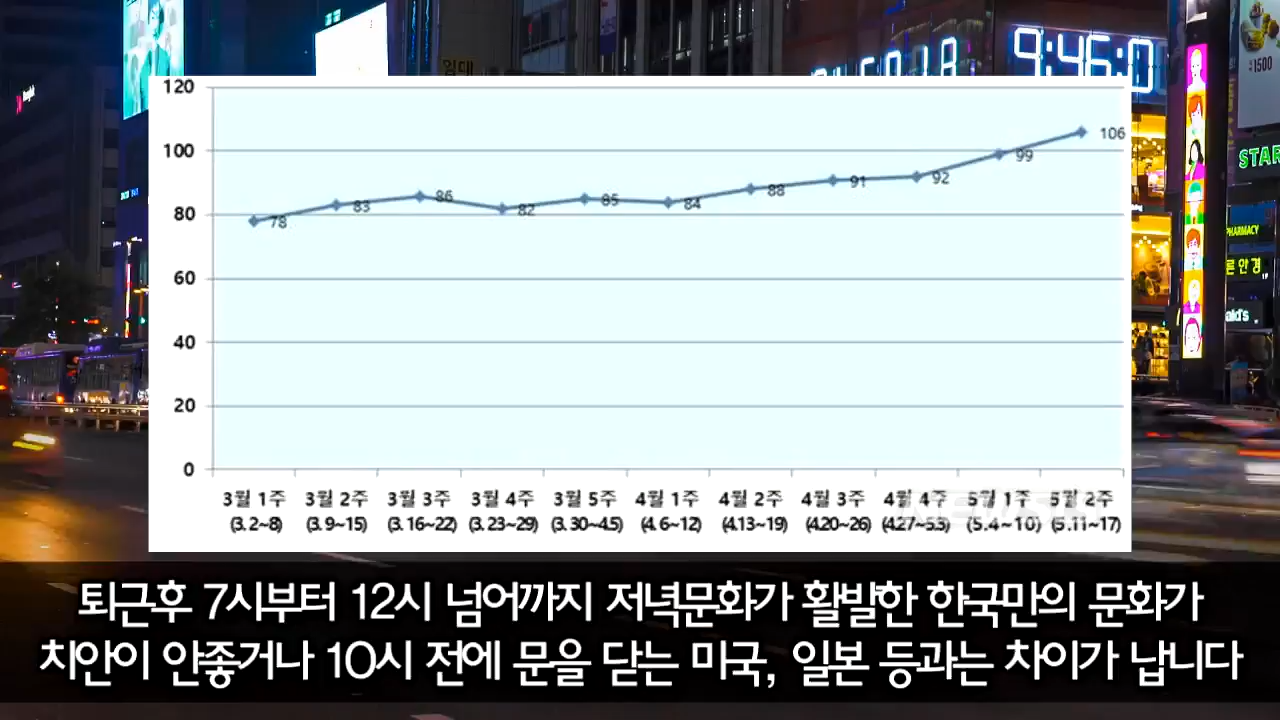 임대
9:46:0
1500
STAR
PHARMACY
론안경
ald's
120
100
80
60
40
20
0
78
83
86
82
85
84
88
91
92
99
106
3월 1주 3월 2주 3월 3주 3월 4주 3월 5주 4월 1주 4월 2주 4월 3주 4월 4주 5월 1주 5월 2주
(3.2~8) (3.9~15) (3.16~22) (3.23~29) (3.30~4.5) (4.6~12) (4.13~19) (4.20~26) (4.27~5.3) (5.4~10) (5.11~17)
퇴근후 7시부터 12시 넘어까지 저녁문화가 활발한 한국만의 문화가
치안이 안좋거나 10시 전에 문을 닫는 미국, 일본 등과는 차이가 납니다